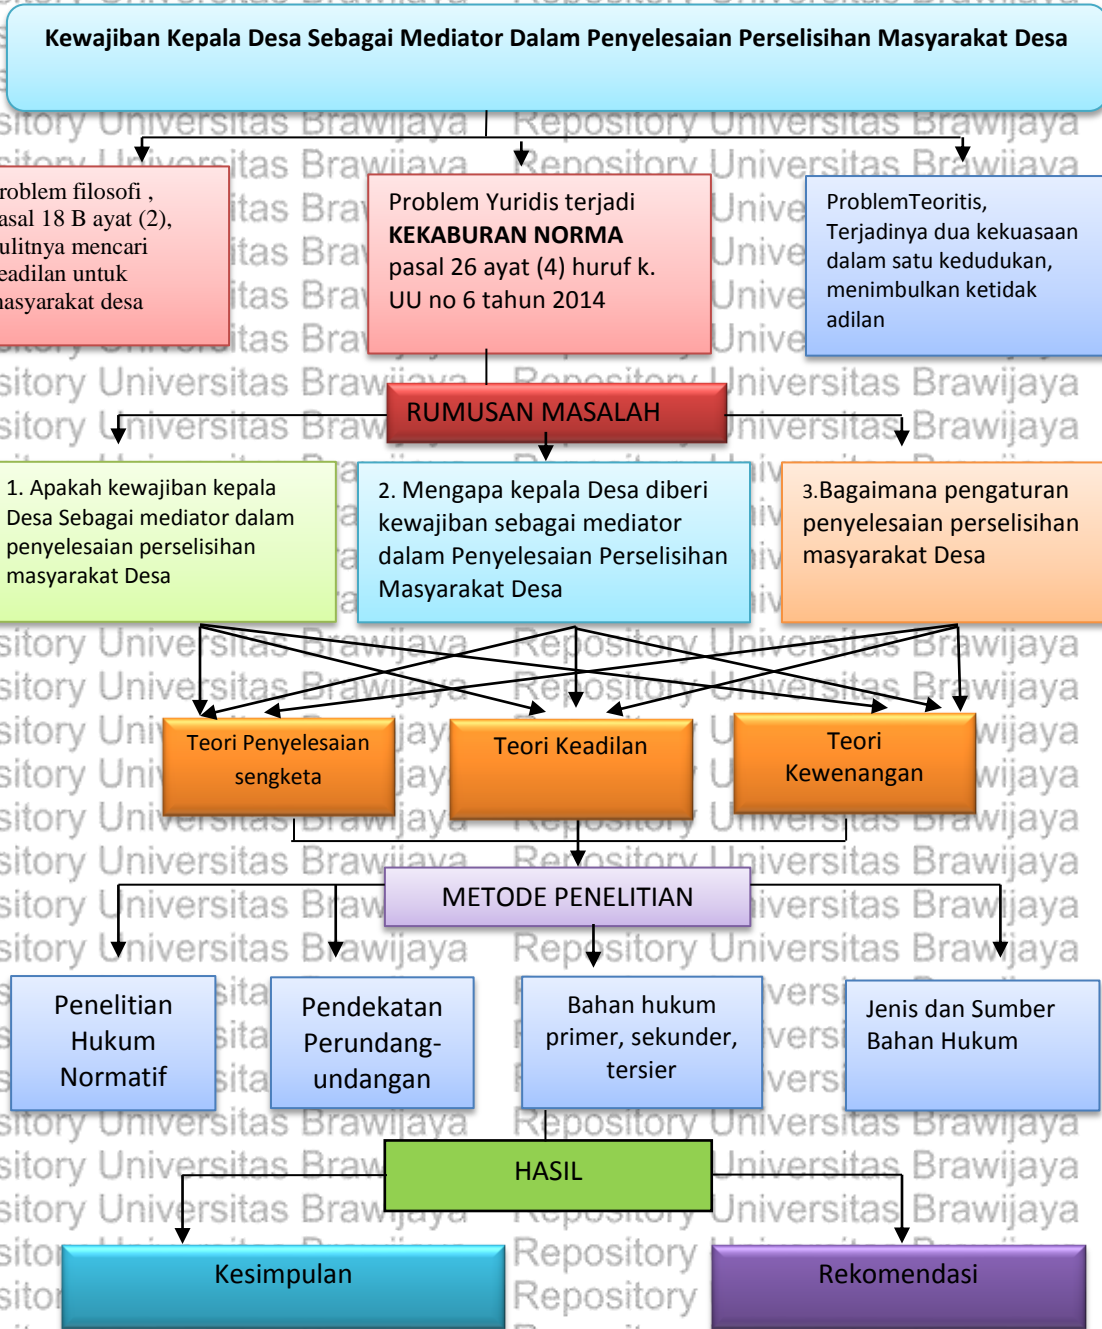 Kewajiban Kepala Desa Sebagai Mediator Dalam Penyelesaian Perselisihan Masyarakat Desa
roblem filosofi ,
asal 18 B ayat (2),
ulitnya mencari
eadilan untuk
nasyarakat desa
Problem Yuridis terjadi
KEKABURAN NORMA
pasal 26 ayat (4) huruf k.
UU no 6 tahun 2014
ProblemTeoritis,
Terjadinya dua kekuasaan
dalam satu kedudukan,
menimbulkan ketidak
adilan
RUMUSAN MASALAH
1. Apakah kewajiban kepala
Desa Sebagai mediator dalam
penyelesaian perselisihan
masyarakat Desa
2. Mengapa kepala Desa diberi
kewajiban sebagai mediator
dalam Penyelesaian Perselisihan
Masyarakat Desa
3.Bagaimana pengaturan
penyelesaian perselisihan
masyarakat Desa
Teori Penyelesaian
sengketa
Teori Keadilan
Teori
Kewenangan
METODE PENELITIAN
Penelitian
Hukum
Normatif
Pendekatan
Perundang-
undangan
Bahan hukum
primer, sekunder,
tersier
Jenis dan Sumber
Bahan Hukum
HASIL
Kesimpulan
Rekomendasi
Repository Universitas Brawijaya